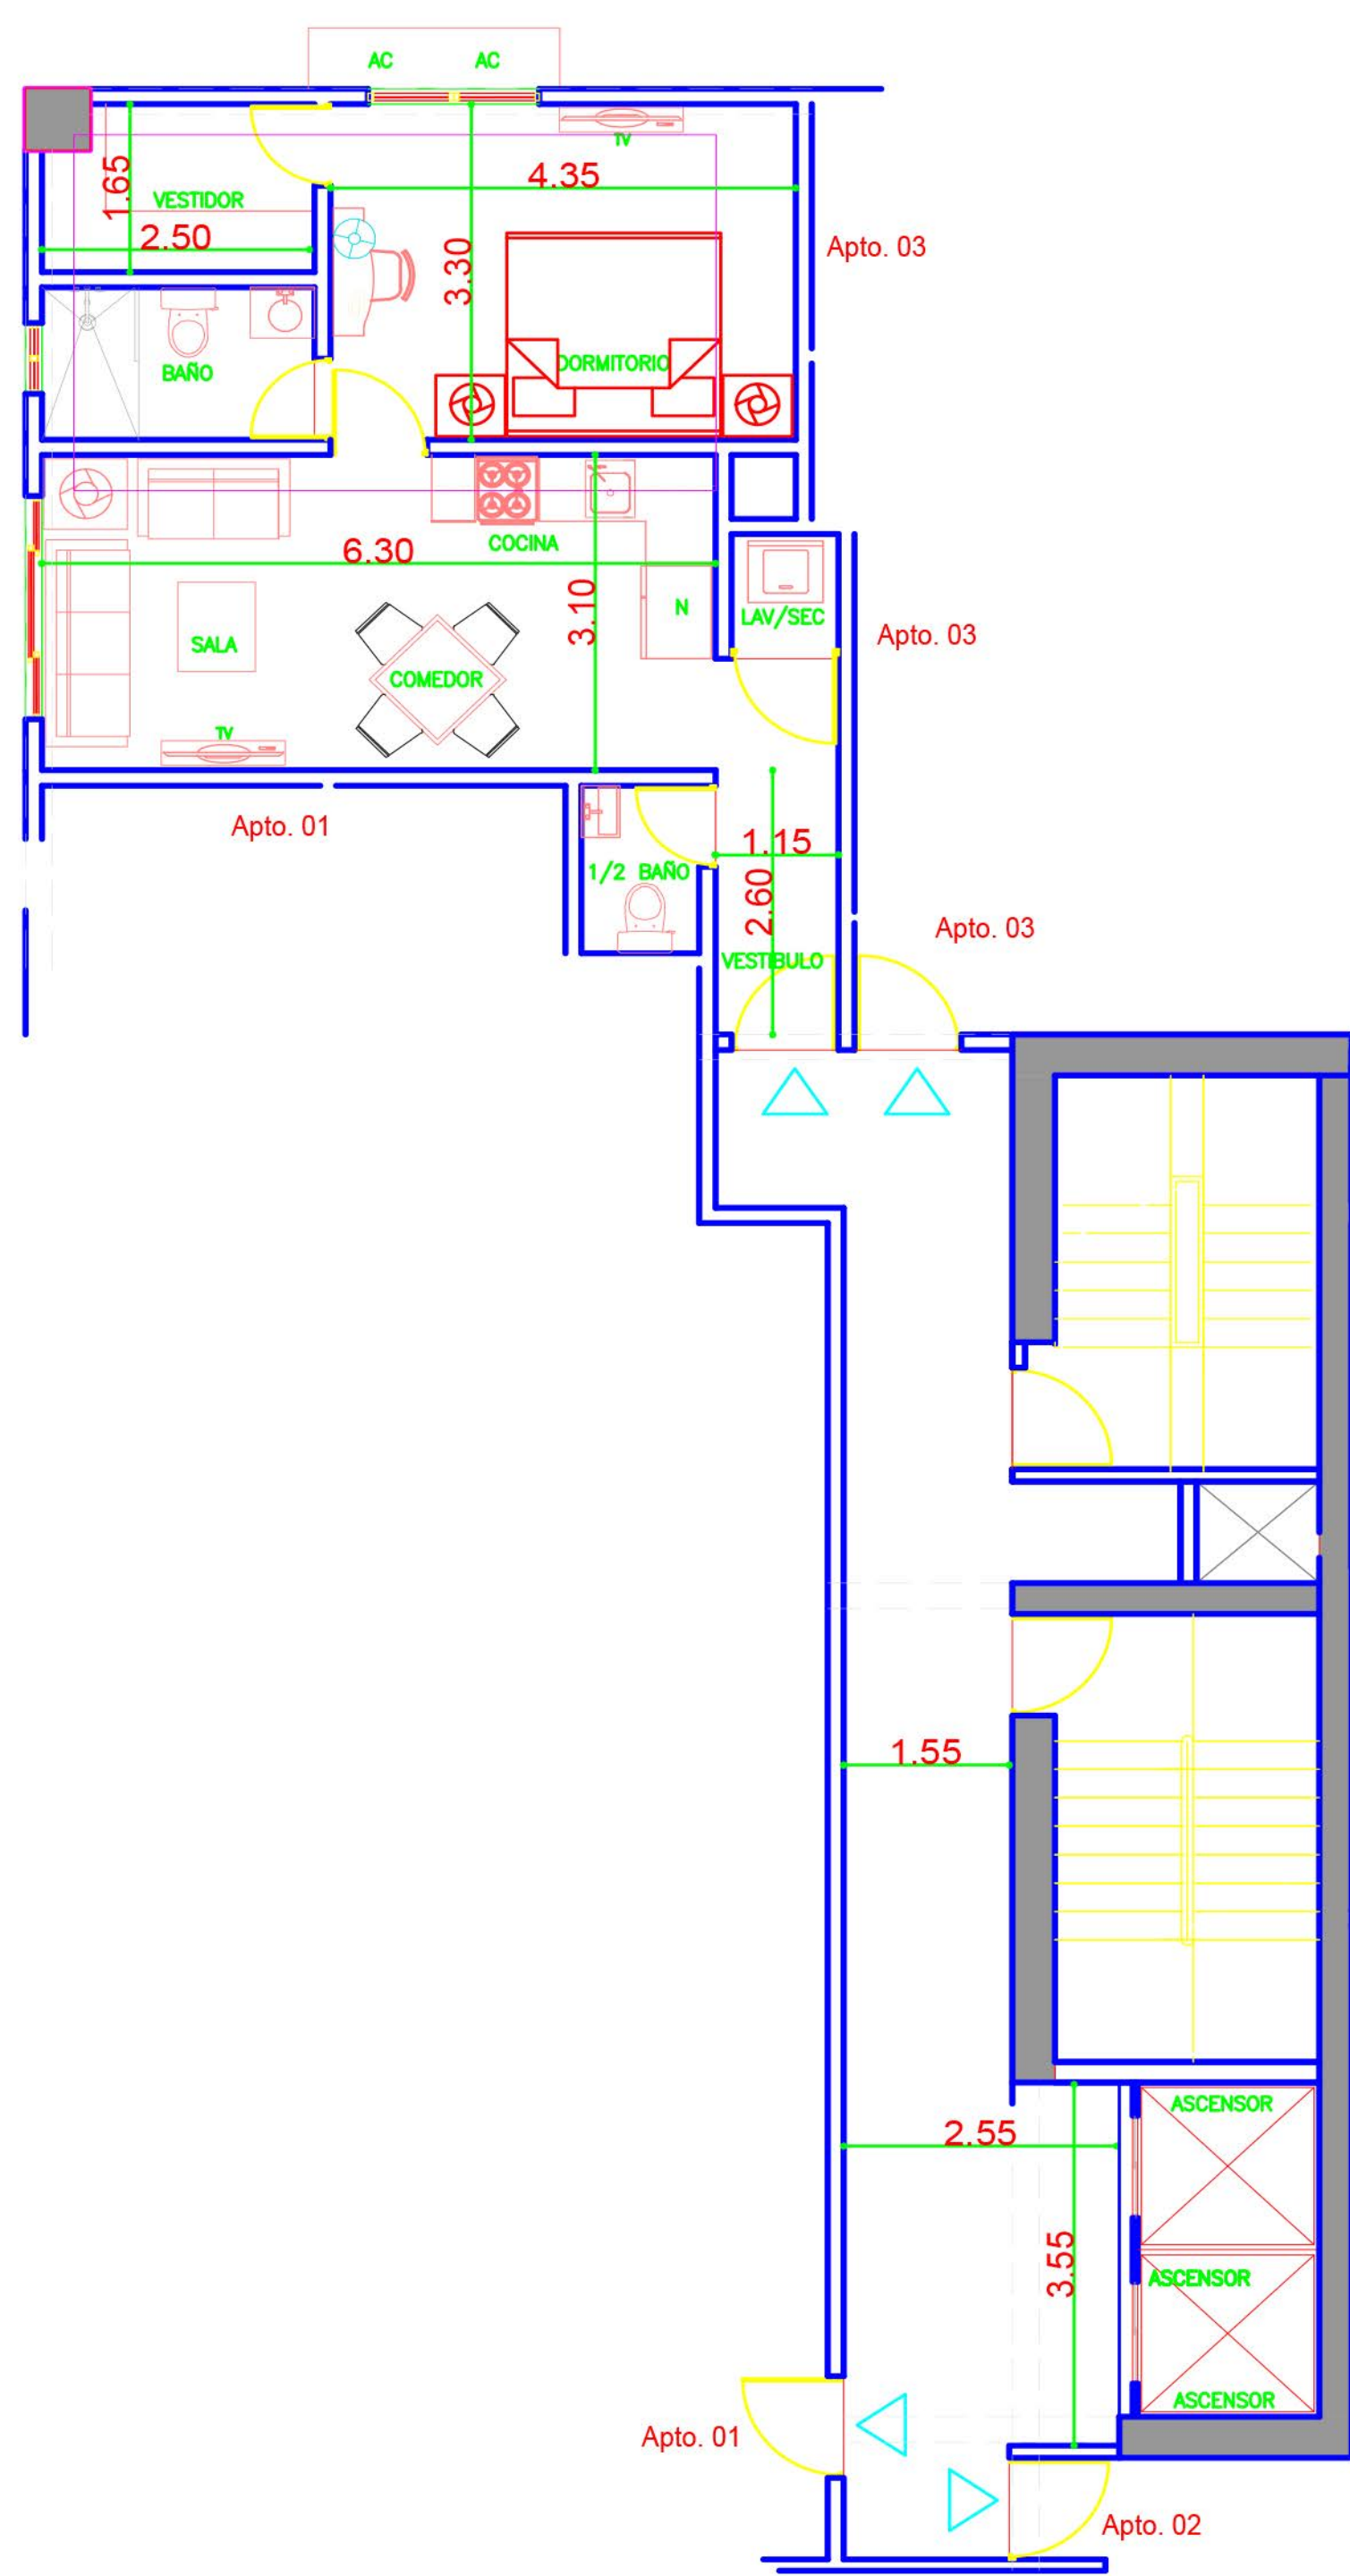 AC AC
TV
1.65
VESTIDOR
4.35
2.50
3.30
Apto. 03
BAÑO
DORMITORIO
6.30
COCINA
3.10
N
LAV/SEC
Apto. 03
SALA
COMEDOR
TV
Apto. 01
1.15
1/2 BAÑO
2.60
Apto. 03
VESTIBULO
1.55
ASCENSOR
2.55
3.55
ASCENSOR
ASCENSOR
Apto. 01
Apto. 02